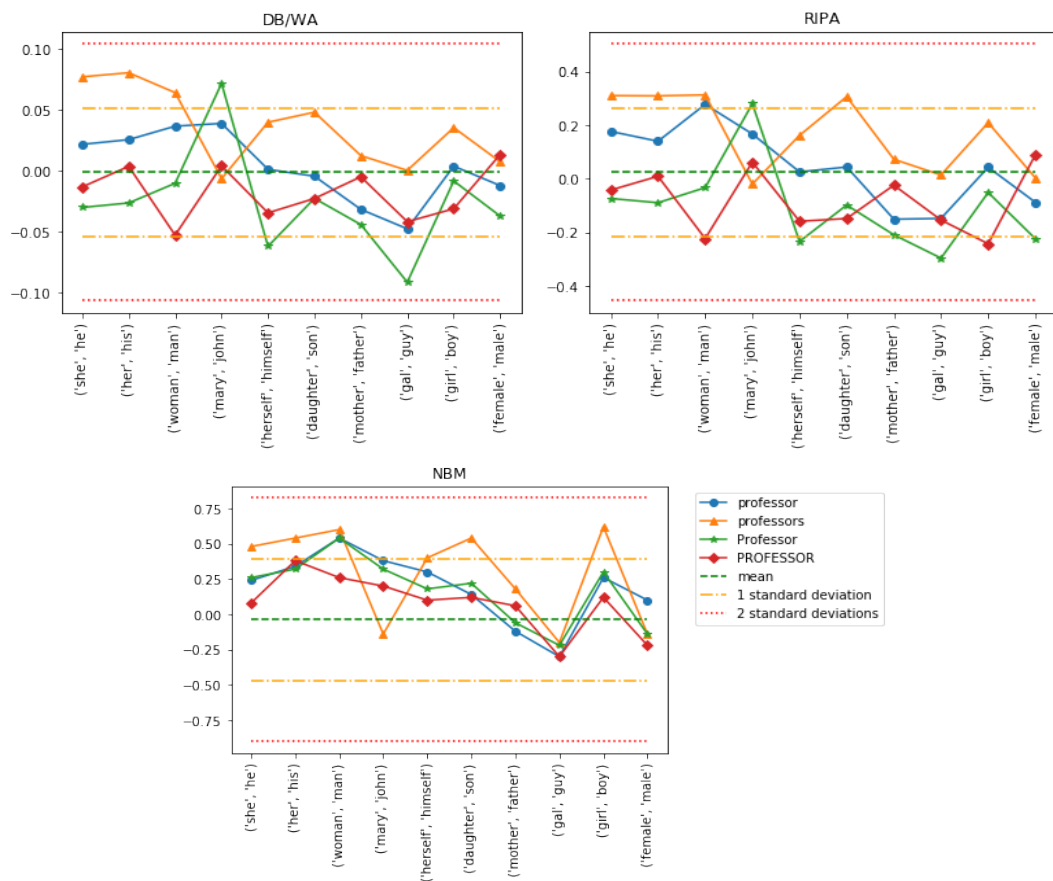 DB/WA
0.10
0.05
0.00
−0.05
−0.10
('she', 'he')
('her', 'his')
('woman', 'man')
('mary', 'john')
('herself', 'himself')
('daughter', 'son')
('mother', 'father')
('gal', 'guy')
('girl', 'boy')
('female', 'male')
RIPA
0.4
0.2
0.0
−0.2
−0.4
('she', 'he')
('her', 'his')
('woman', 'man')
('mary', 'john')
('herself', 'himself')
('daughter', 'son')
('mother', 'father')
('gal', 'guy')
('girl', 'boy')
('female', 'male')
NBM
0.75
0.50
0.25
0.00
−0.25
−0.50
−0.75
('she', 'he')
('her', 'his')
('woman', 'man')
('mary', 'john')
('herself', 'himself')
('daughter', 'son')
('mother', 'father')
('gal', 'guy')
('girl', 'boy')
('female', 'male')
professor
professors
Professor
PROFESSOR
mean
1 standard deviation
2 standard deviations